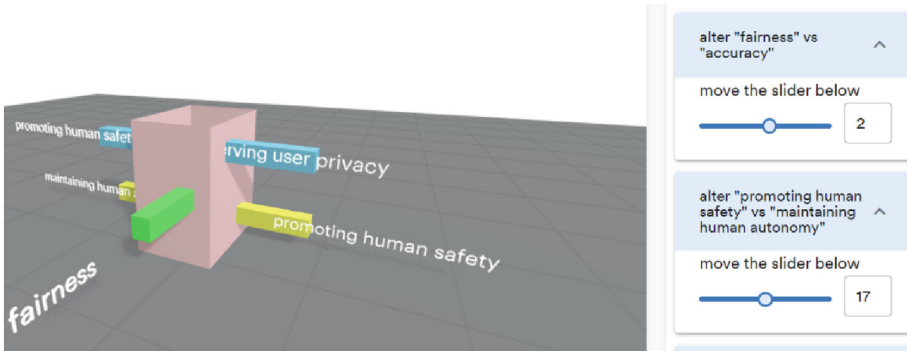 promoting human safet
erving user privacy
maintaining human
promoting human safety
fairness
alter "fairness" vs
"accuracy"
move the slider below
2
alter "promoting human
safety" vs "maintaining
human autonomy"
move the slider below
17